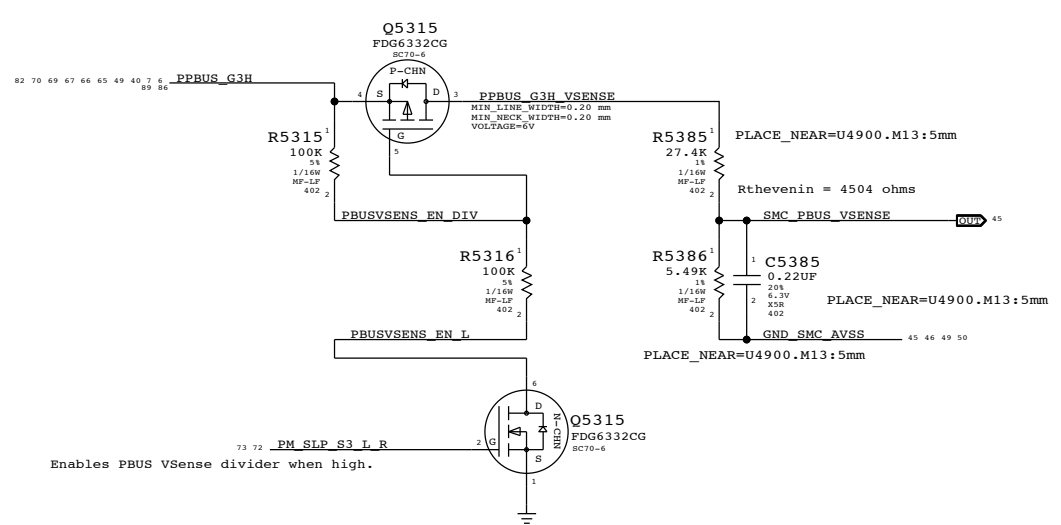 Q5315
FDG6332CG
SC70-6
P-CHN
82 70 69 67 66 65 49 40 7 6
89 86
PPBUS_G3H
4
S
D
3
G
5
PPBUS_G3H_VSENSE
MIN_LINE_WIDTH=0.20 mm
MIN_NECK_WIDTH=0.20 mm
VOLTAGE=6V
R5315
1
100K
5%
1/16W
MF-LF
402
2
R5385
1
27.4K
1%
1/16W
MF-LF
402
2
PLACE_NEAR=U4900.M13:5mm
Rthevenin = 4504 ohms
PBUSVSENS_EN_DIV
SMC_PBUS_VSENSE
OUT
45
R5316
1
100K
5%
1/16W
MF-LF
402
2
R5386
1
5.49K
1%
1/16W
MF-LF
402
2
C5385
1
0.22UF
20%
6.3V
X5R
402
2
PLACE_NEAR=U4900.M13:5mm
PBUSVSENS_EN_L
GND_SMC_AVSS
45 46 49 50
PLACE_NEAR=U4900.M13:5mm
6
D
N-CHN
Q5315
FDG6332CG
SC70-6
73 72
PM_SLP_S3_L_R
2
G
S
1
Enables PBUS VSense divider when high.